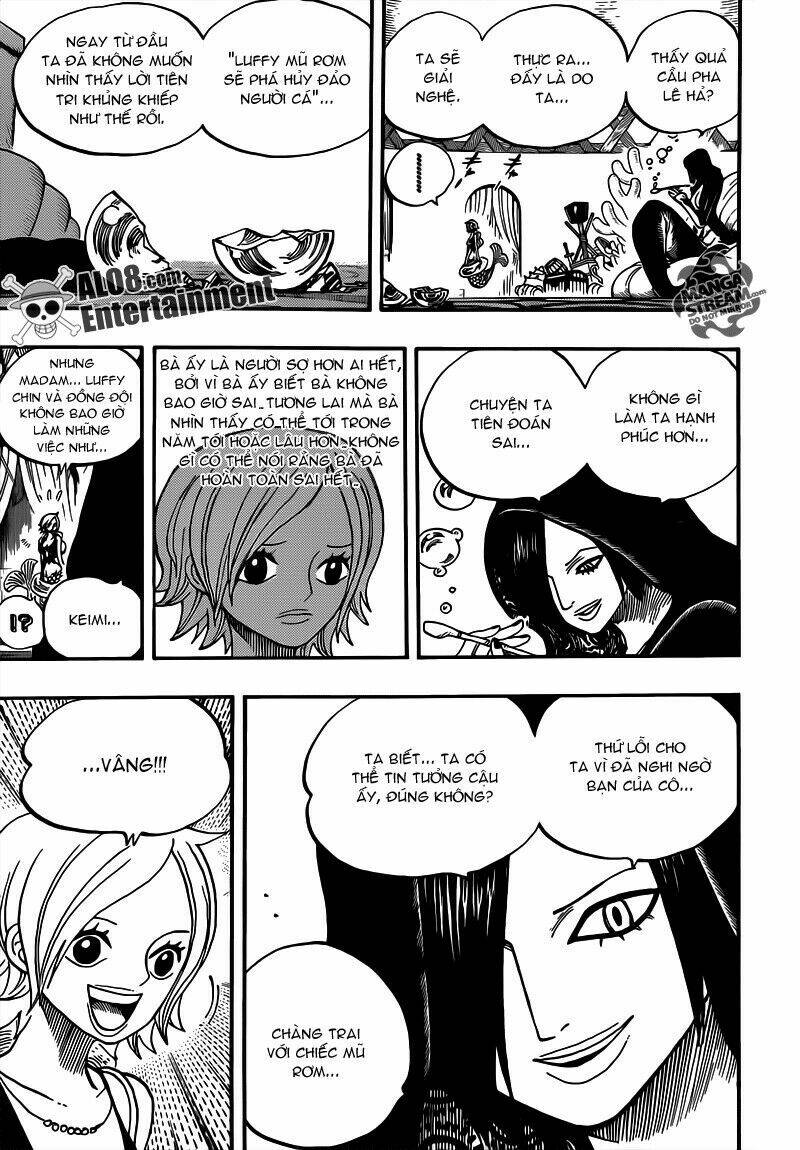 THẤY QUẢ
CẦU PHA
LÊ HẢ?
THỰC RA...
ĐẤY LÀ DO
TA...
TA SẼ
GIẢI
NGHỆ.
"LUFFY MŨ RƠM
SẼ PHÁ HỦY ĐẢO
NGƯỜI CÁ"...
NGAY TỪ ĐẦU
TA ĐÃ KHÔNG MUỐN
NHÌN THẤY LỜI TIÊN
TRI KHỦNG KHIẾP
NHƯ THẾ RỒI.
AL08.com
Entertainment
MANGA
STREAM.com
DO NOT MIRROR!
KHÔNG GÌ
LÀM TA HẠNH
PHÚC HƠN...
CHUYỆN TA
TIÊN ĐOÁN
SAI...
BÀ ẤY LÀ NGƯỜI SỢ HƠN AI HẾT,
BỞI VÌ BÀ ẤY BIẾT BÀ KHÔNG
BAO GIỜ SAI. TƯƠNG LAI MÀ BÀ
NHÌN THẤY CÓ THỂ TỚI TRONG
NĂM TỚI HOẶC LÂU HƠN. KHÔNG
GÌ CÓ THỂ NÓI RẰNG BÀ ĐÃ
HOÀN TOÀN SAI HẾT.
NHƯNG
MADAM... LUFFY
CHIN VÀ ĐỒNG ĐỘI
KHÔNG BAO GIỜ
LÀM NHŨNG
VIỆC NHƯ...
KEIMI...
!?
THỨ LỖI CHO
TA VÌ ĐÃ NGHI NGỜ
BẠN CỦA CÔ...
TA BIẾT... TA CÓ
THỂ TIN TƯỞNG CẬU
ẤY, ĐÚNG KHÔNG?
CHÀNG TRAI
VỚI CHIẾC MŨ
RƠM...
...VÂNG!!!